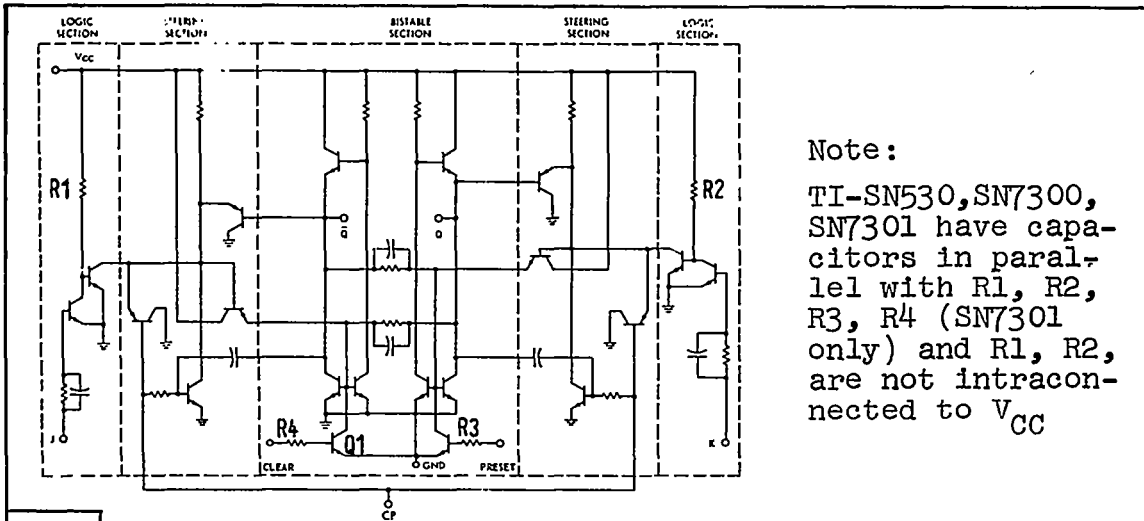 LOGIC SECTION
STEERING SECTION
BISTABLE SECTION
STEERING SECTION
LOGIC SECTION
VCC
R1
R2
Q̅
Q
R4
Q1
R3
J
CLEAR
GND
PRESET
K
CP
Note:
TI-SN530,SN7300,
SN7301 have capa-
citors in paral-
lel with R1, R2,
R3, R4 (SN7301
only) and R1, R2,
are not intracon-
nected to VCC